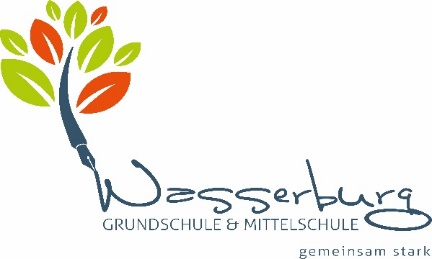 Wasserburg
GRUNDSCHULE & MITTELSCHULE
gemeinsam stark